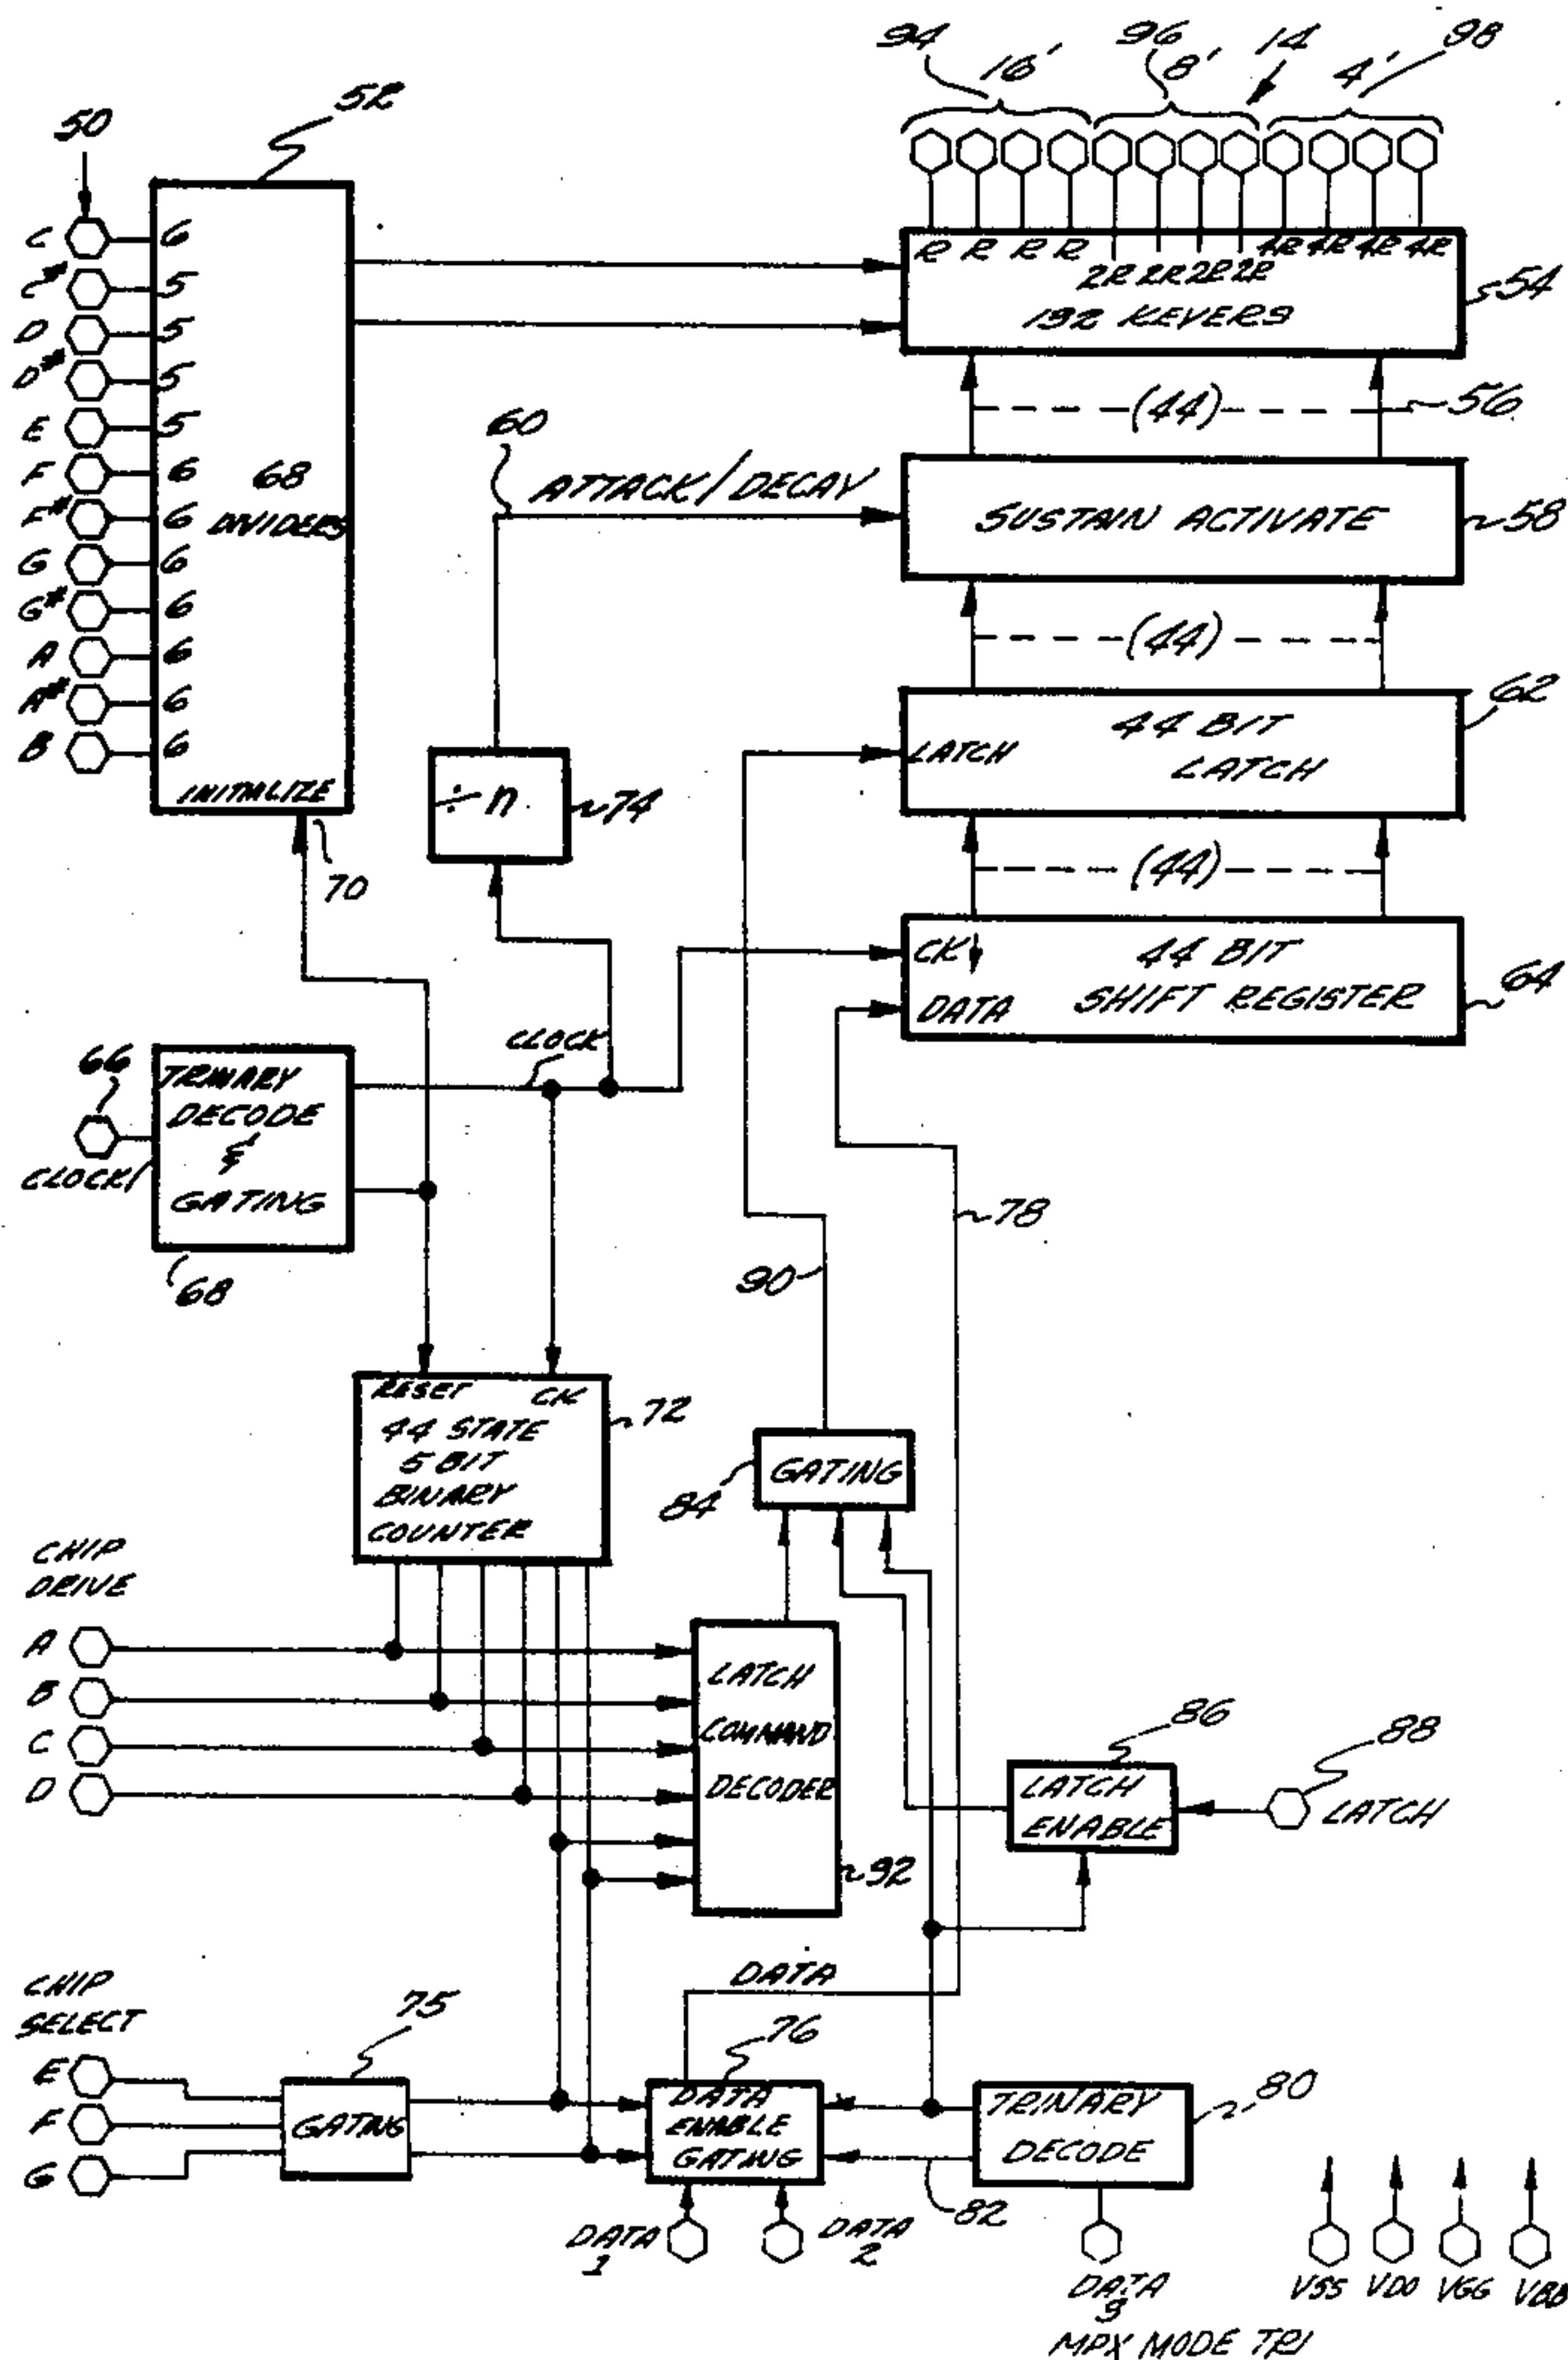 94 16' 96 8' 14 4' 98
50
52
C 6
C# 5
D 5
D# 5
E 5
F 6
F# 6
G 6
G# 6
A 6
A# 6
B 6
68
DIVIDERS
INITIALIZE
70
R R R R 2R 2R 2R 2R 4R 4R 4R 4R
192 KEYERS
54
(44)
56
60
ATTACK/DECAY
SUSTAIN ACTIVATE
58
(44)
62
44 BIT
LATCH
LATCH
÷ n
74
(44)
CK
44 BIT
DATA
SHIFT REGISTER
64
CLOCK
66
CLOCK/
TRINARY
DECODE
&
GATING
68
78
90
RESET CK
44 STATE
5 BIT
BINARY
COUNTER
72
84
GATING
CHIP
DRIVE
A
B
C
D
LATCH
COMMAND
DECODER
92
86
LATCH
ENABLE
88
LATCH
CHIP
SELECT
E
F
G
75
GATING
DATA
76
DATA
ENABLE
GATING
TRINARY
DECODE
80
82
DATA
1
DATA
2
DATA
3
MPX MODE TRI
VSS VDD VGG VBB